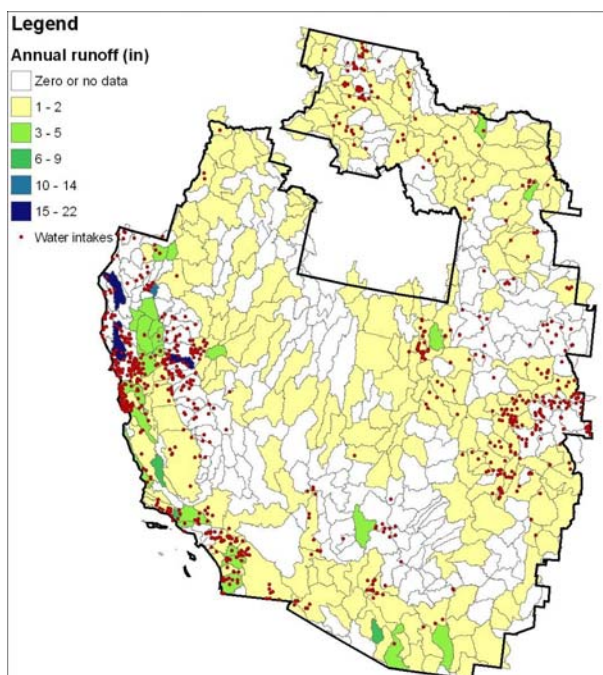 Legend
Annual runoff (in)
Zero or no data
1 - 2
3 - 5
6 - 9
10 - 14
15 - 22
Water intakes